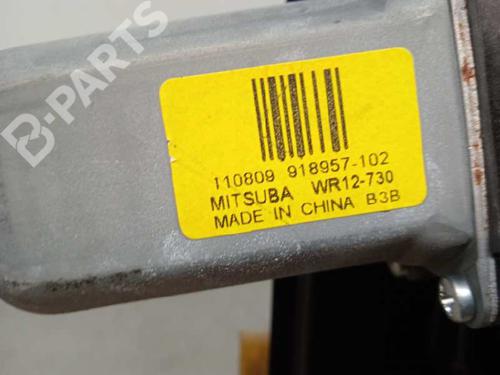 B-PARTS
110809 918957-102
MITSUBA WR12-730
MADE IN CHINA B3B